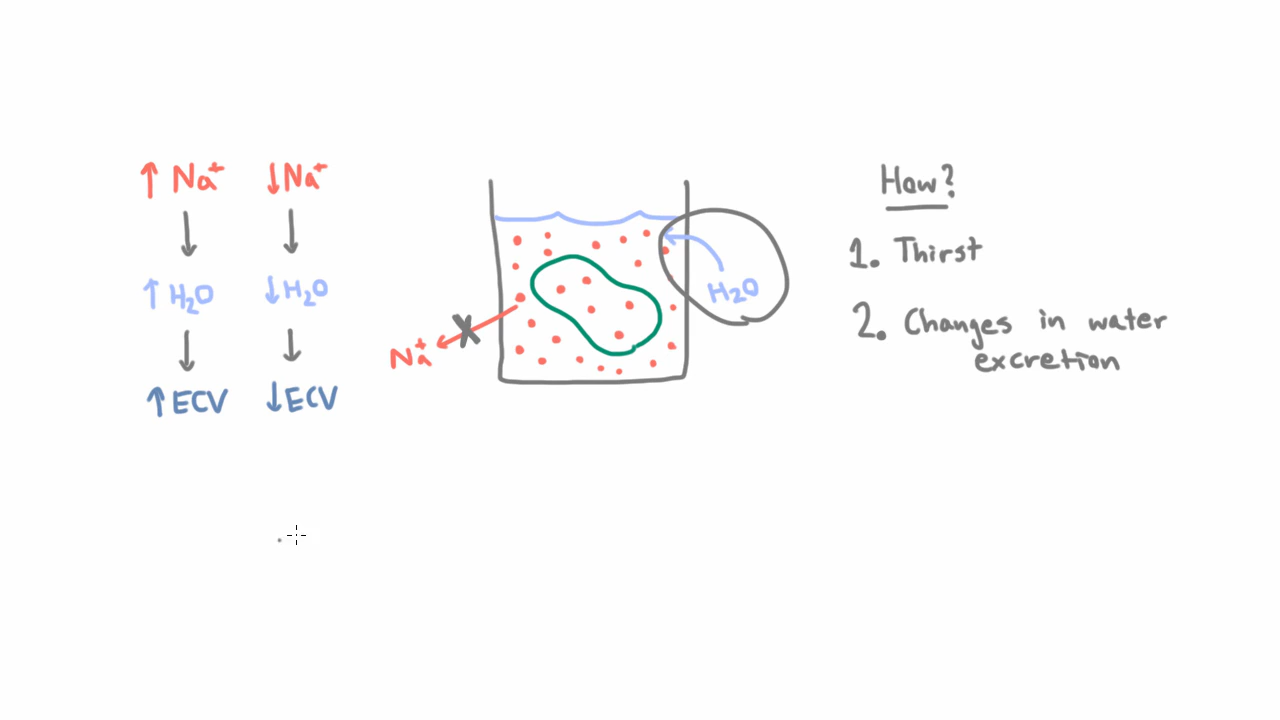 ↑ Na⁺ ↓Na⁺
↑ H₂O ↓H₂O
↑ECV ↓ECV
Na⁺
H₂O
How?
1. Thirst
2. Changes in water
excretion